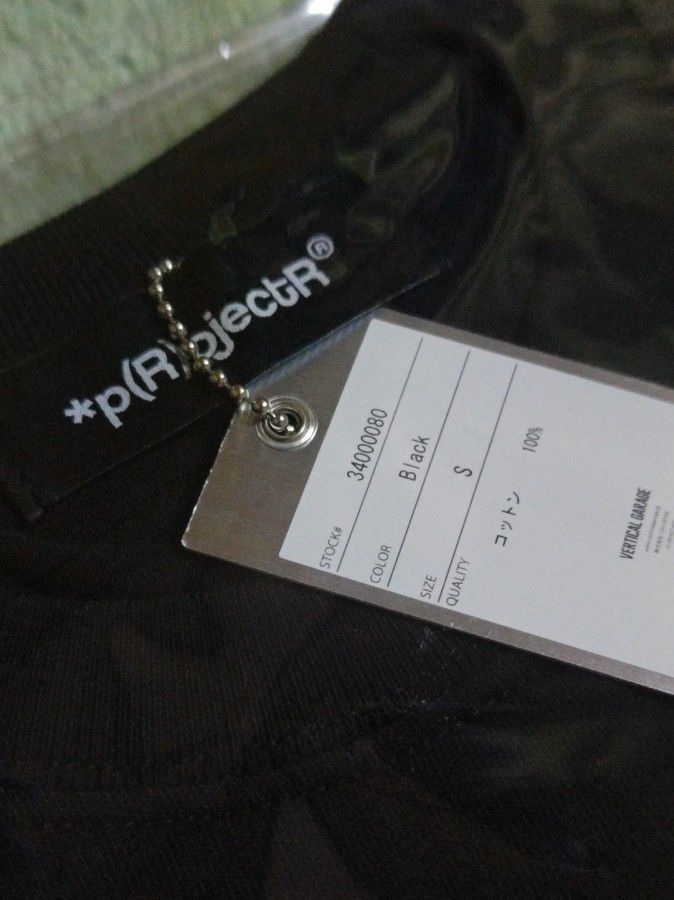 *p(R)ojectR®
STOCK# 34000080
COLOR Black
SIZE S
QUALITY コットン 100%
VERTICAL GARAGE